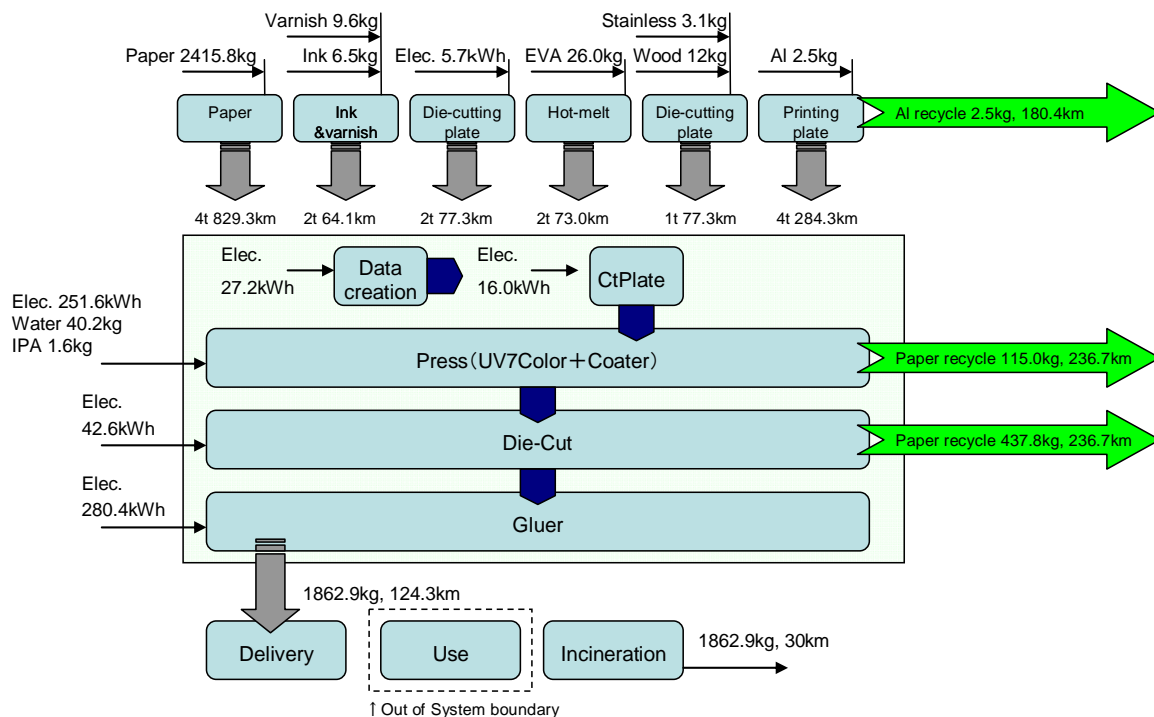 Varnish 9.6kg
Stainless 3.1kg
Paper 2415.8kg
Ink 6.5kg
Elec. 5.7kWh
EVA 26.0kg
Wood 12kg
Al 2.5kg
Paper
Ink
&varnish
Die-cutting
plate
Hot-melt
Die-cutting
plate
Printing
plate
Al recycle 2.5kg, 180.4km
4t 829.3km
2t 64.1km
2t 77.3km
2t 73.0km
1t 77.3km
4t 284.3km
Elec.
27.2kWh
Data
creation
Elec.
16.0kWh
CtPlate
Elec. 251.6kWh
Water 40.2kg
IPA 1.6kg
Press(UV7Color+Coater)
Paper recycle 115.0kg, 236.7km
Elec.
42.6kWh
Die-Cut
Paper recycle 437.8kg, 236.7km
Elec.
280.4kWh
Gluer
1862.9kg, 124.3km
Delivery
Use
Incineration
1862.9kg, 30km
↑Out of System boundary